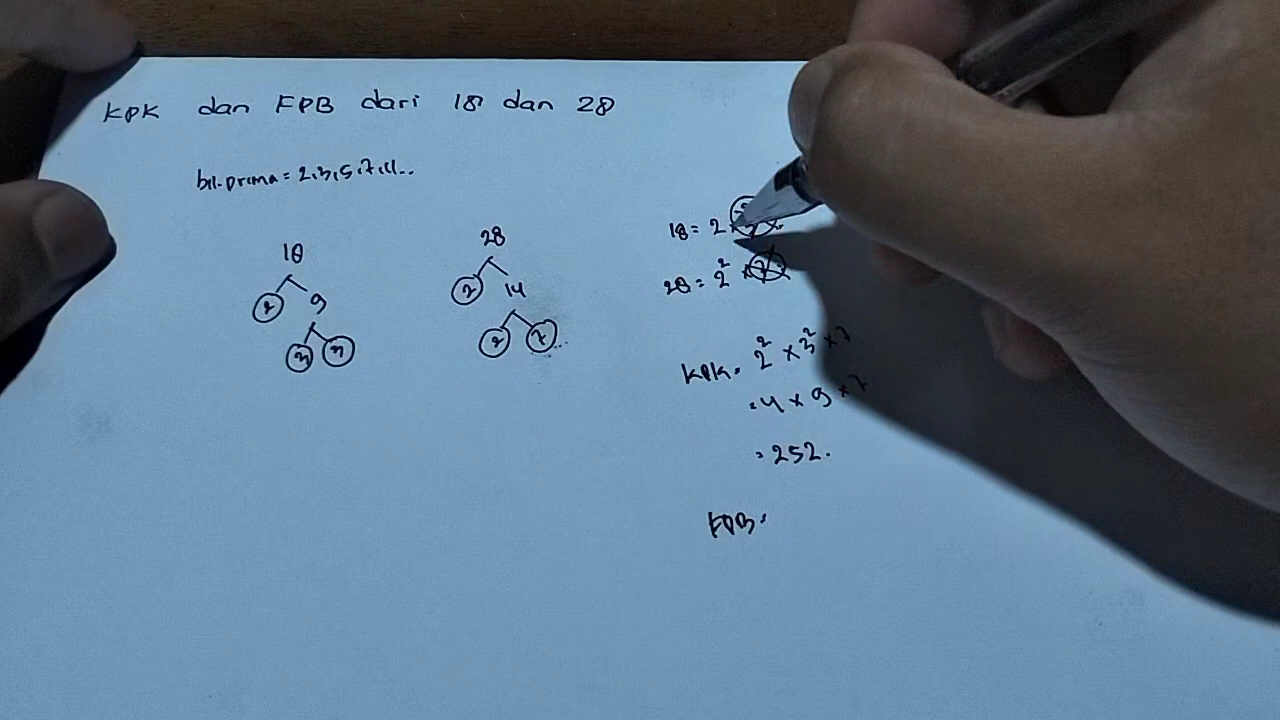 KPK dan FPB dari 18 dan 28
bil.prima = 2,3,5,7,11...
18
2 9
3 3
28
2 14
2 7
18 = 2 ×
28 = 2² × 7
KPK = 2² × 3² × 7
= 4 × 9 × 7
= 252.
FPB =